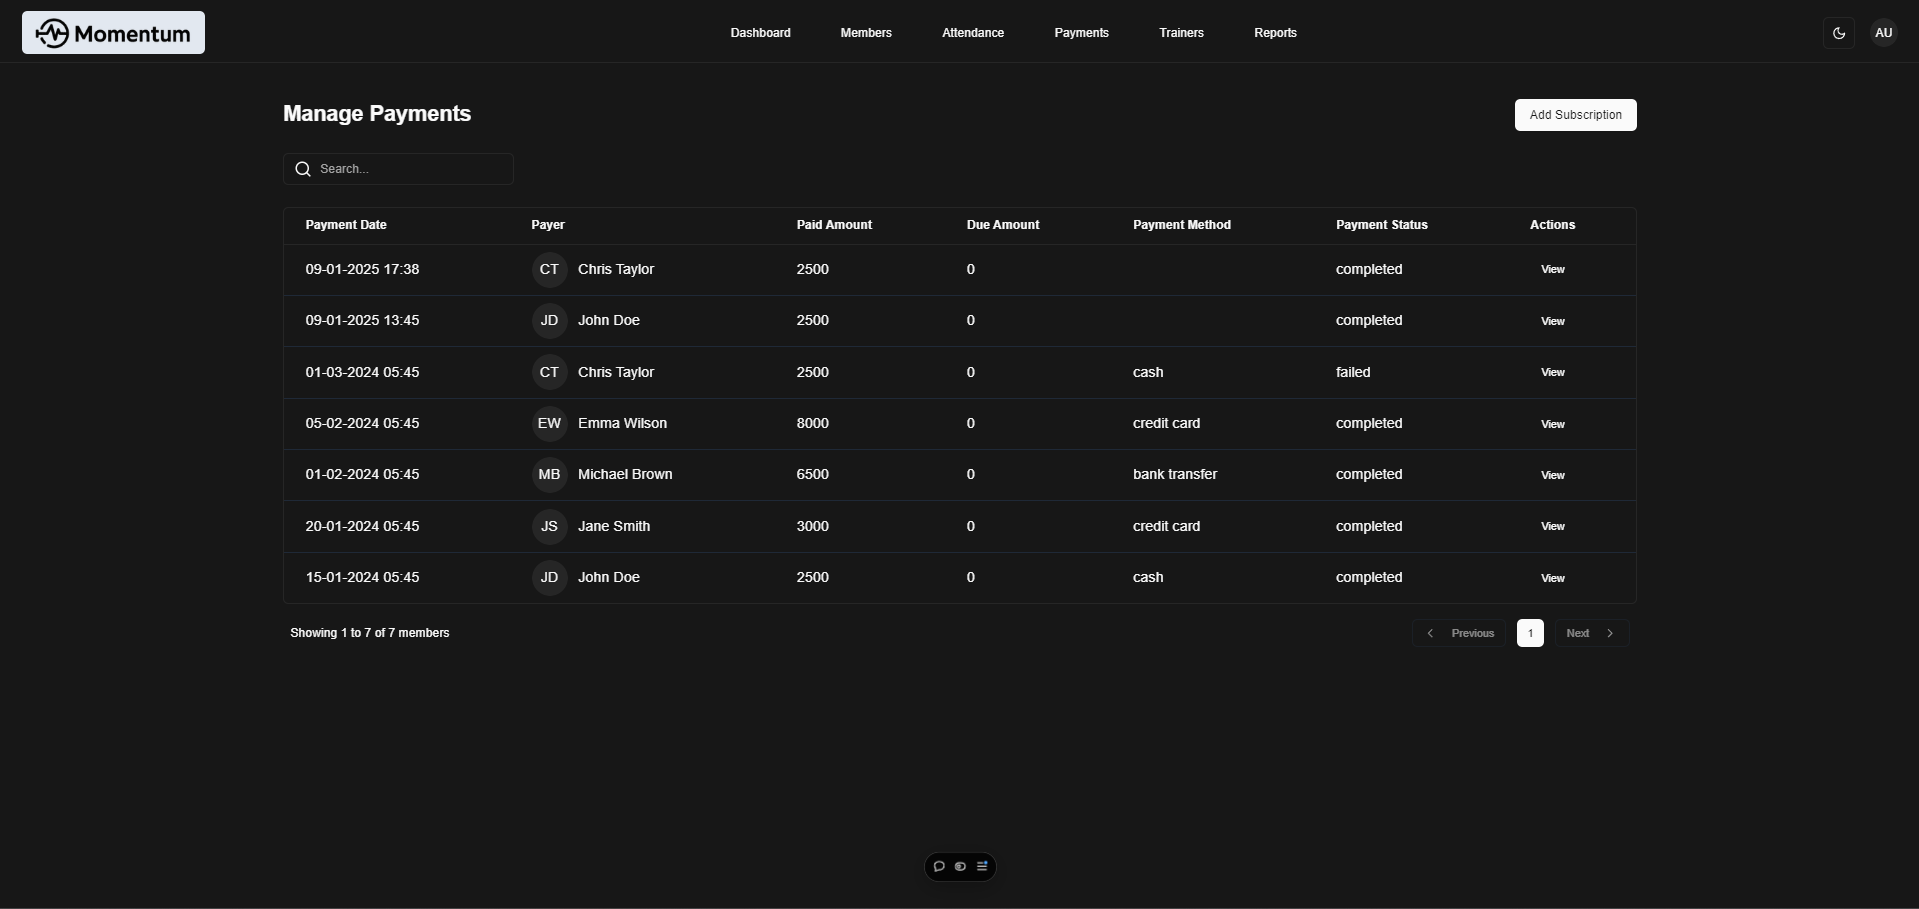 Momentum
Dashboard Members Attendance Payments Trainers Reports AU
Manage Payments
Add Subscription
Search...
Payment Date Payer Paid Amount Due Amount Payment Method Payment Status Actions
09-01-2025 17:38 CT Chris Taylor 2500 0 completed View
09-01-2025 13:45 JD John Doe 2500 0 completed View
01-03-2024 05:45 CT Chris Taylor 2500 0 cash failed View
05-02-2024 05:45 EW Emma Wilson 8000 0 credit card completed View
01-02-2024 05:45 MB Michael Brown 6500 0 bank transfer completed View
20-01-2024 05:45 JS Jane Smith 3000 0 credit card completed View
15-01-2024 05:45 JD John Doe 2500 0 cash completed View
Showing 1 to 7 of 7 members Previous 1 Next